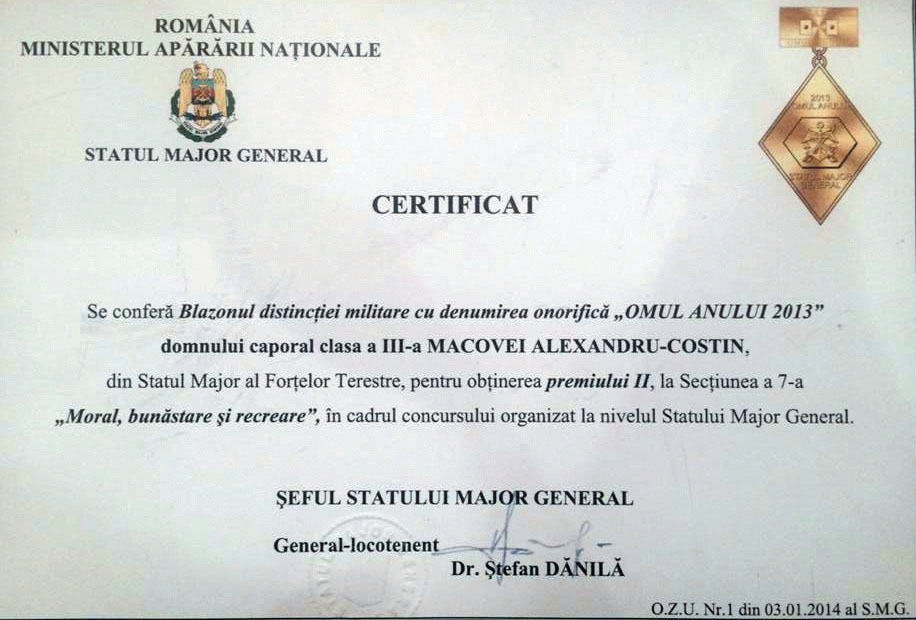 ROMÂNIA
MINISTERUL APĂRĂRII NAȚIONALE
STATUL MAJOR GENERAL
2013
OMUL ANULUI
STATUL MAJOR
GENERAL
CERTIFICAT
Se conferă Blazonul distincției militare cu denumirea onorifică „OMUL ANULUI 2013”
domnului caporal clasa a III-a MACOVEI ALEXANDRU-COSTIN,
din Statul Major al Forțelor Terestre, pentru obținerea premiului II, la Secțiunea a 7-a
„Moral, bunăstare şi recreare”, în cadrul concursului organizat la nivelul Statului Major General.
ŞEFUL STATULUI MAJOR GENERAL
General-locotenent
Dr. Ştefan DĂNILĂ
O.Z.U. Nr.1 din 03.01.2014 al S.M.G.